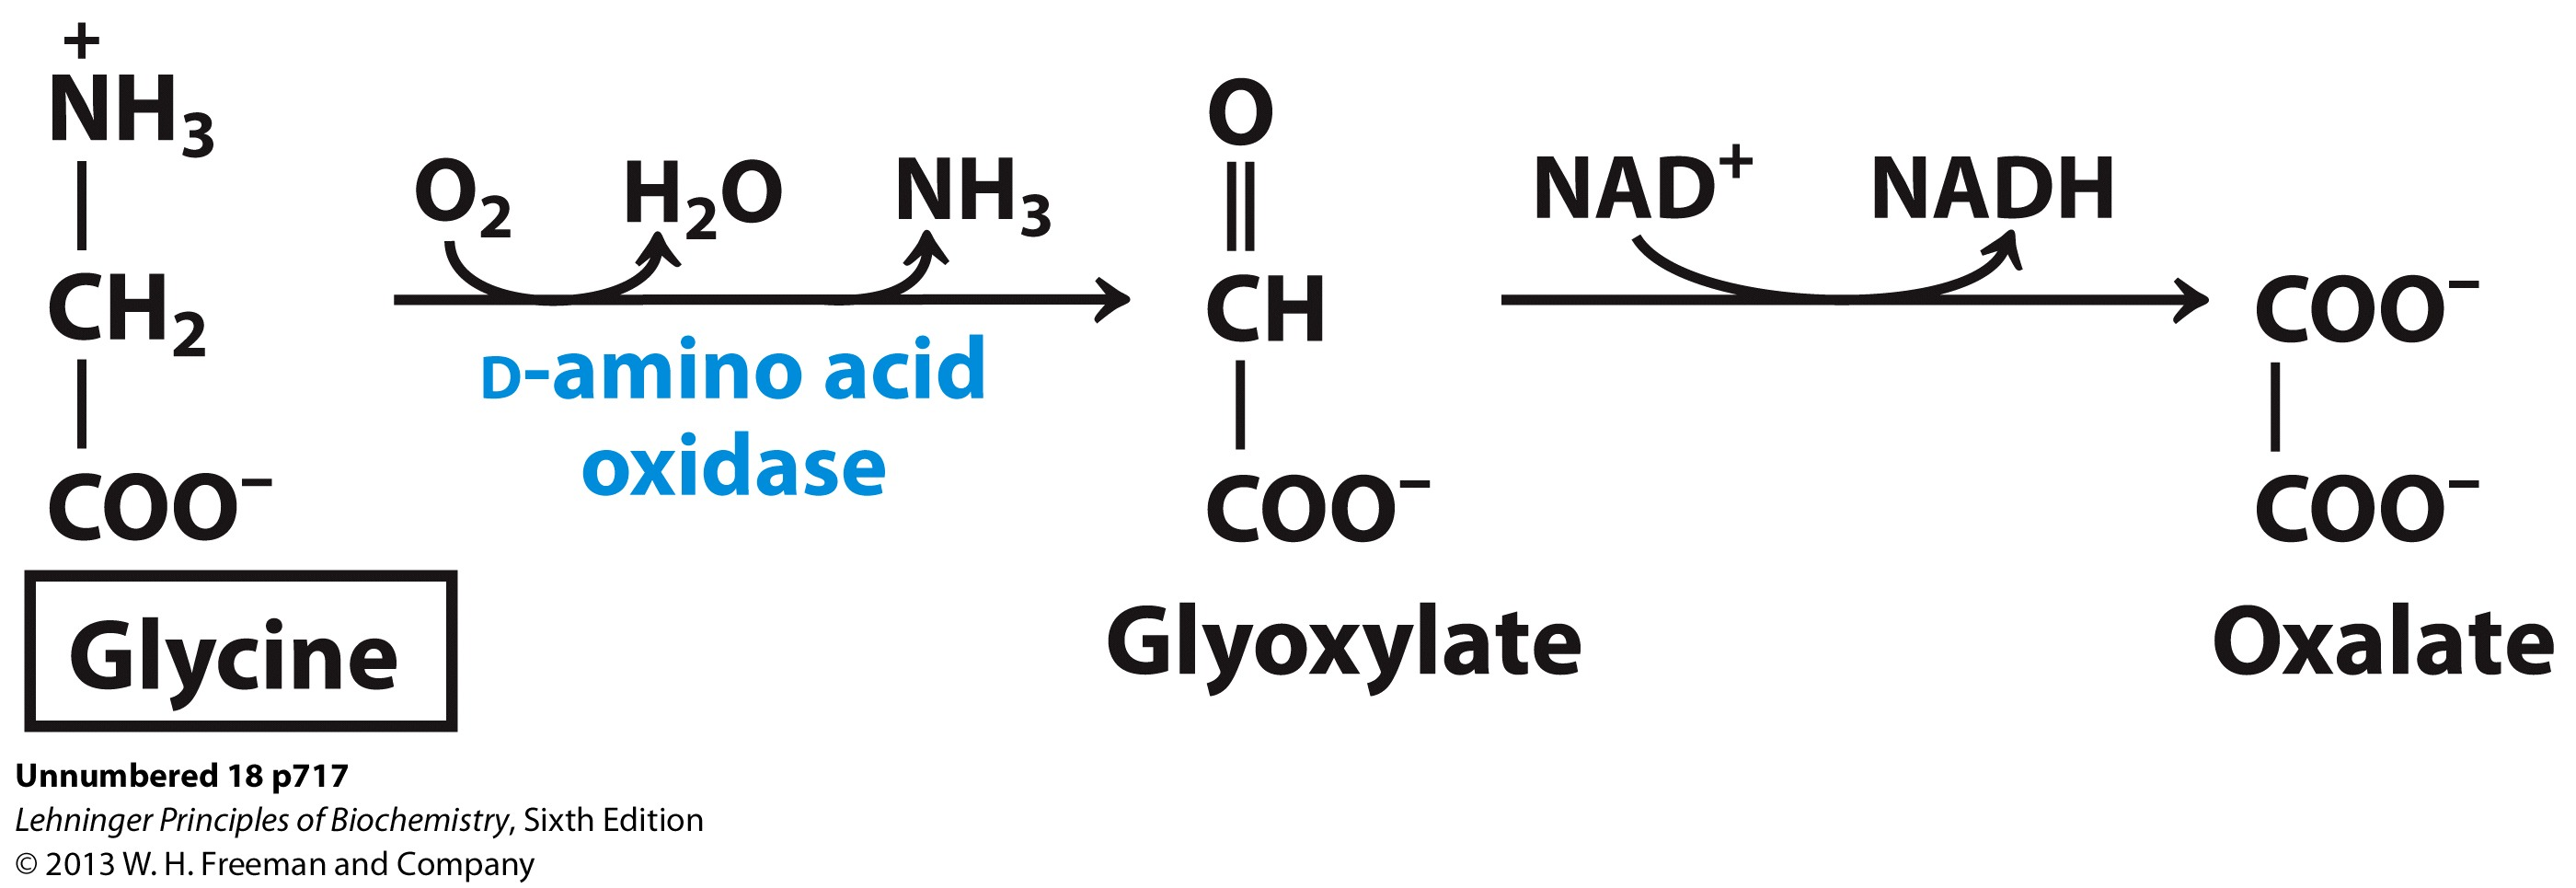 +
NH₃
CH₂
COO⁻
Glycine
O₂ H₂O NH₃
D-amino acid
oxidase
O
CH
COO⁻
Glyoxylate
NAD⁺ NADH
COO⁻
COO⁻
Oxalate
Unnumbered 18 p717
Lehninger Principles of Biochemistry, Sixth Edition
© 2013 W. H. Freeman and Company